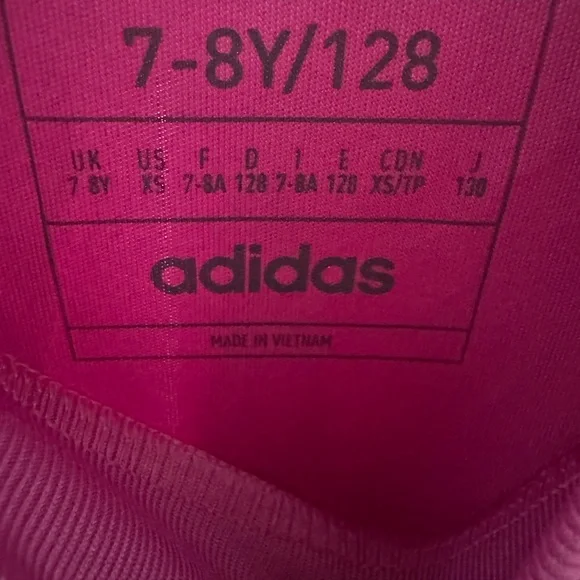 7-8Y/128
UK US F D I E CDN J
7-8Y XS 7-8A 128 7-8A 128 XS/TP 130
adidas
MADE IN VIETNAM